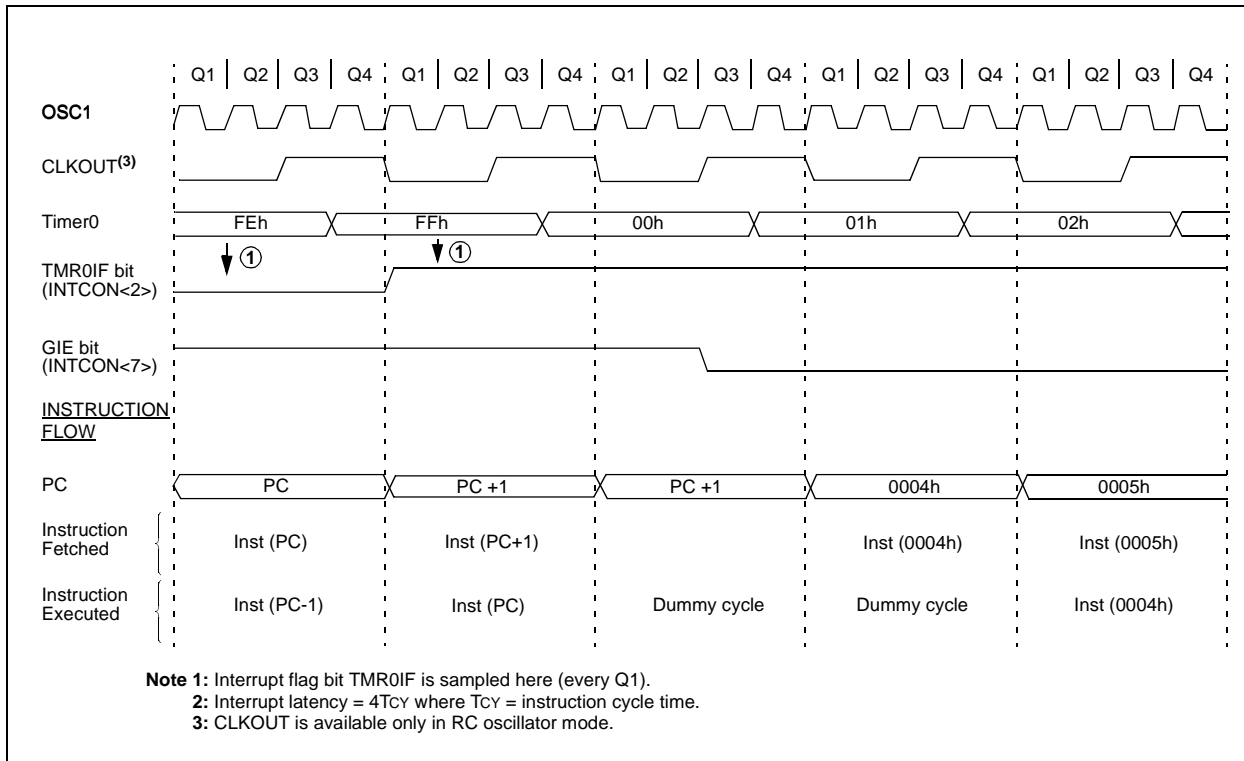 Q1 Q2 Q3 Q4 Q1 Q2 Q3 Q4 Q1 Q2 Q3 Q4 Q1 Q2 Q3 Q4 Q1 Q2 Q3 Q4
OSC1
CLKOUT(3)
Timer0 FEh FFh 00h 01h 02h
1 1
TMR0IF bit
(INTCON<2>)
GIE bit
(INTCON<7>)
INSTRUCTION
FLOW
PC PC PC +1 PC +1 0004h 0005h
Instruction
Fetched
Inst (PC) Inst (PC+1) Inst (0004h) Inst (0005h)
Instruction
Executed
Inst (PC-1) Inst (PC) Dummy cycle Dummy cycle Inst (0004h)
Note 1: Interrupt flag bit TMR0IF is sampled here (every Q1).
2: Interrupt latency = 4TCY where TCY = instruction cycle time.
3: CLKOUT is available only in RC oscillator mode.